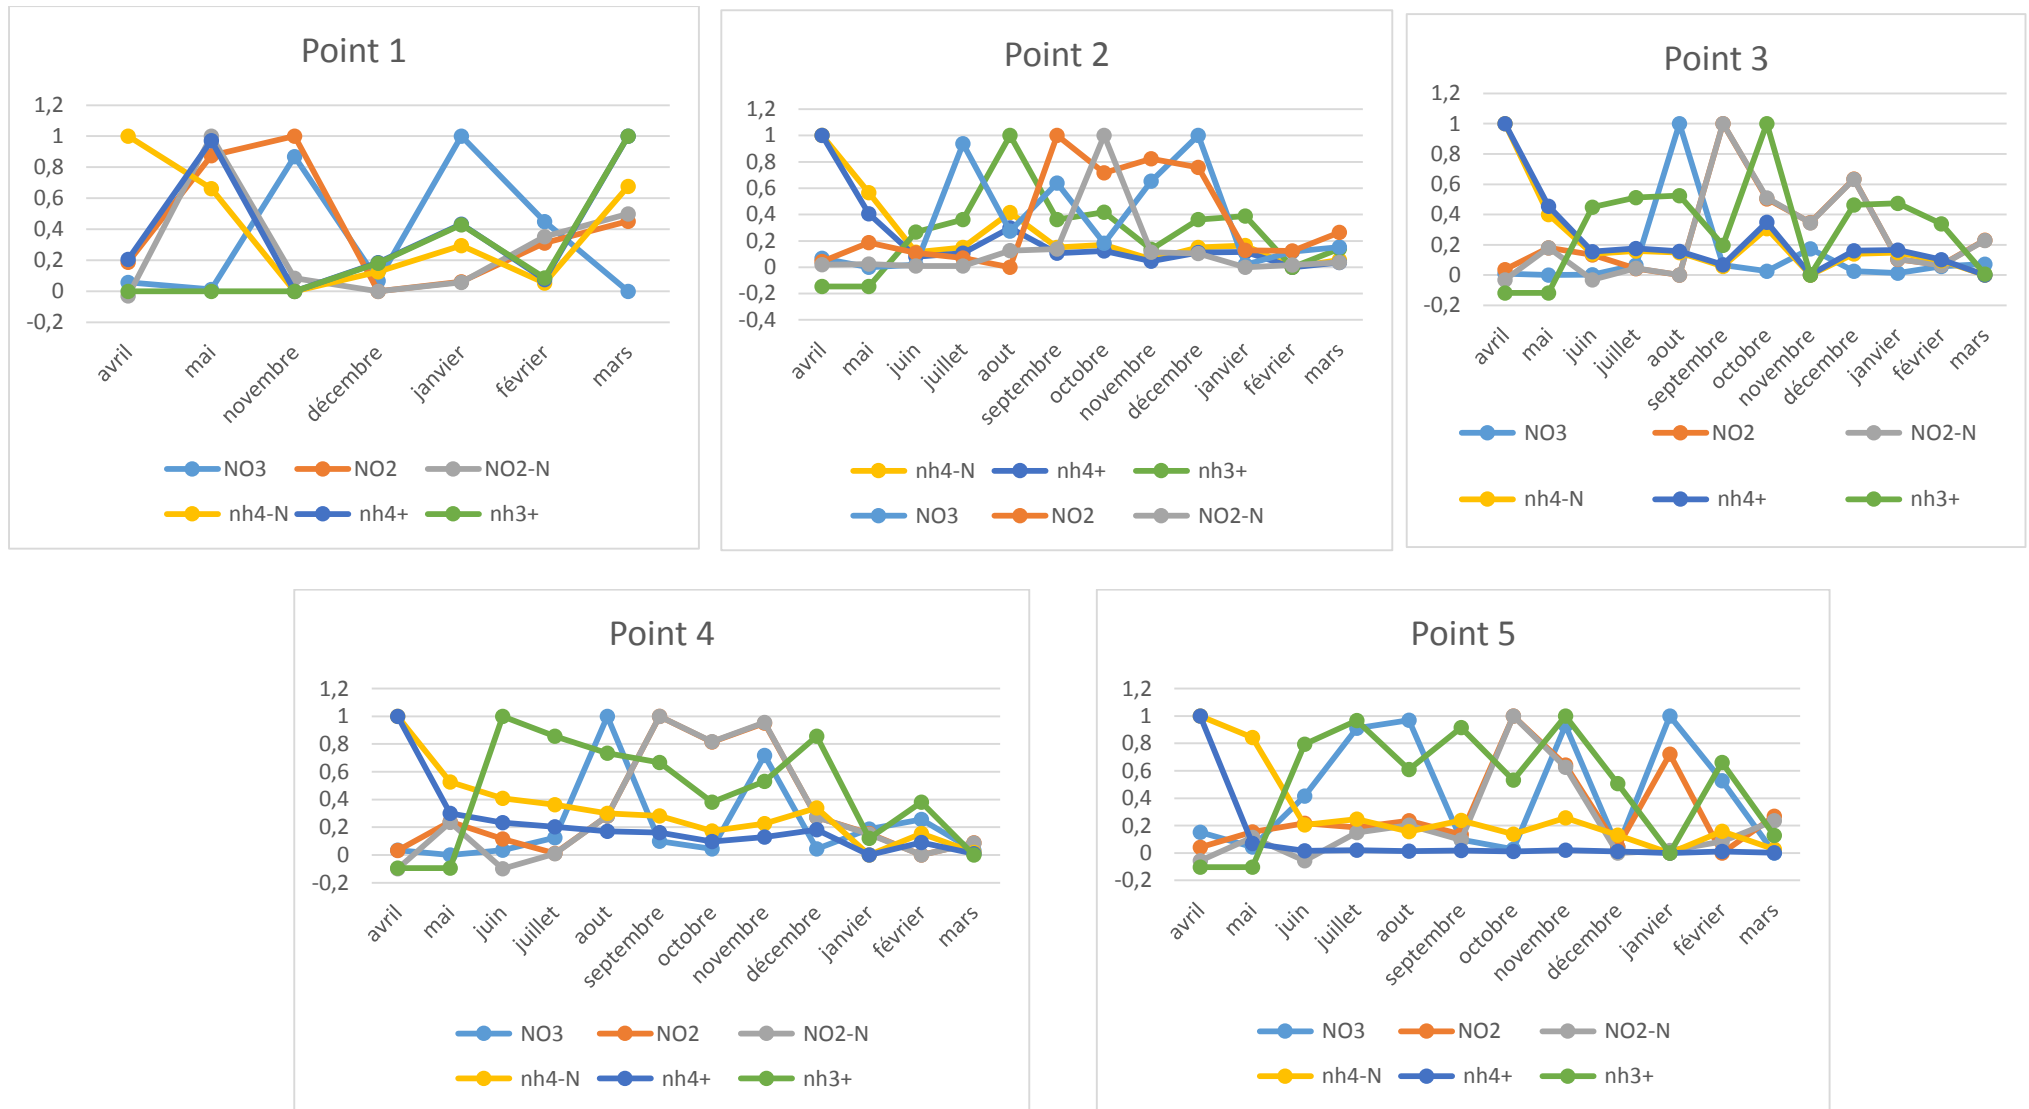 Point 1
1,2
1
0,8
0,6
0,4
0,2
0
-0,2
avril
mai
novembre
décembre
janvier
février
mars
NO3
NO2
NO2-N
nh4-N
nh4+
nh3+
Point 2
1,2
1
0,8
0,6
0,4
0,2
0
-0,2
-0,4
avril
mai
juin
juillet
aout
septembre
octobre
novembre
décembre
janvier
février
mars
nh4-N
nh4+
nh3+
NO3
NO2
NO2-N
Point 3
1,2
1
0,8
0,6
0,4
0,2
0
-0,2
avril
mai
juin
juillet
aout
septembre
octobre
novembre
décembre
janvier
février
mars
NO3
NO2
NO2-N
nh4-N
nh4+
nh3+
Point 4
1,2
1
0,8
0,6
0,4
0,2
0
-0,2
avril
mai
juin
juillet
aout
septembre
octobre
novembre
décembre
janvier
février
mars
NO3
NO2
NO2-N
nh4-N
nh4+
nh3+
Point 5
1,2
1
0,8
0,6
0,4
0,2
0
-0,2
avril
mai
juin
juillet
aout
septembre
octobre
novembre
décembre
janvier
février
mars
NO3
NO2
NO2-N
nh4-N
nh4+
nh3+